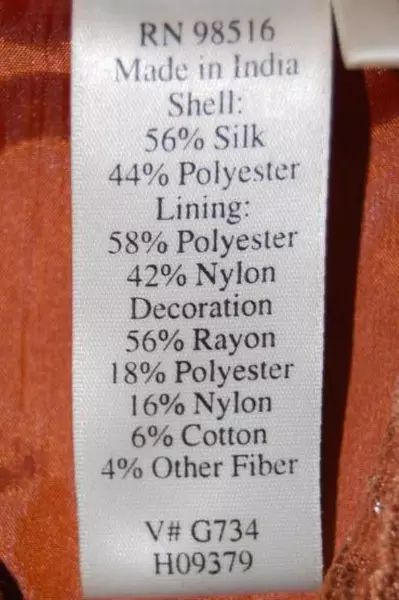 RN 98516
Made in India
Shell:
56% Silk
44% Polyester
Lining:
58% Polyester
42% Nylon
Decoration
56% Rayon
18% Polyester
16% Nylon
6% Cotton
4% Other Fiber
V# G734
H09379